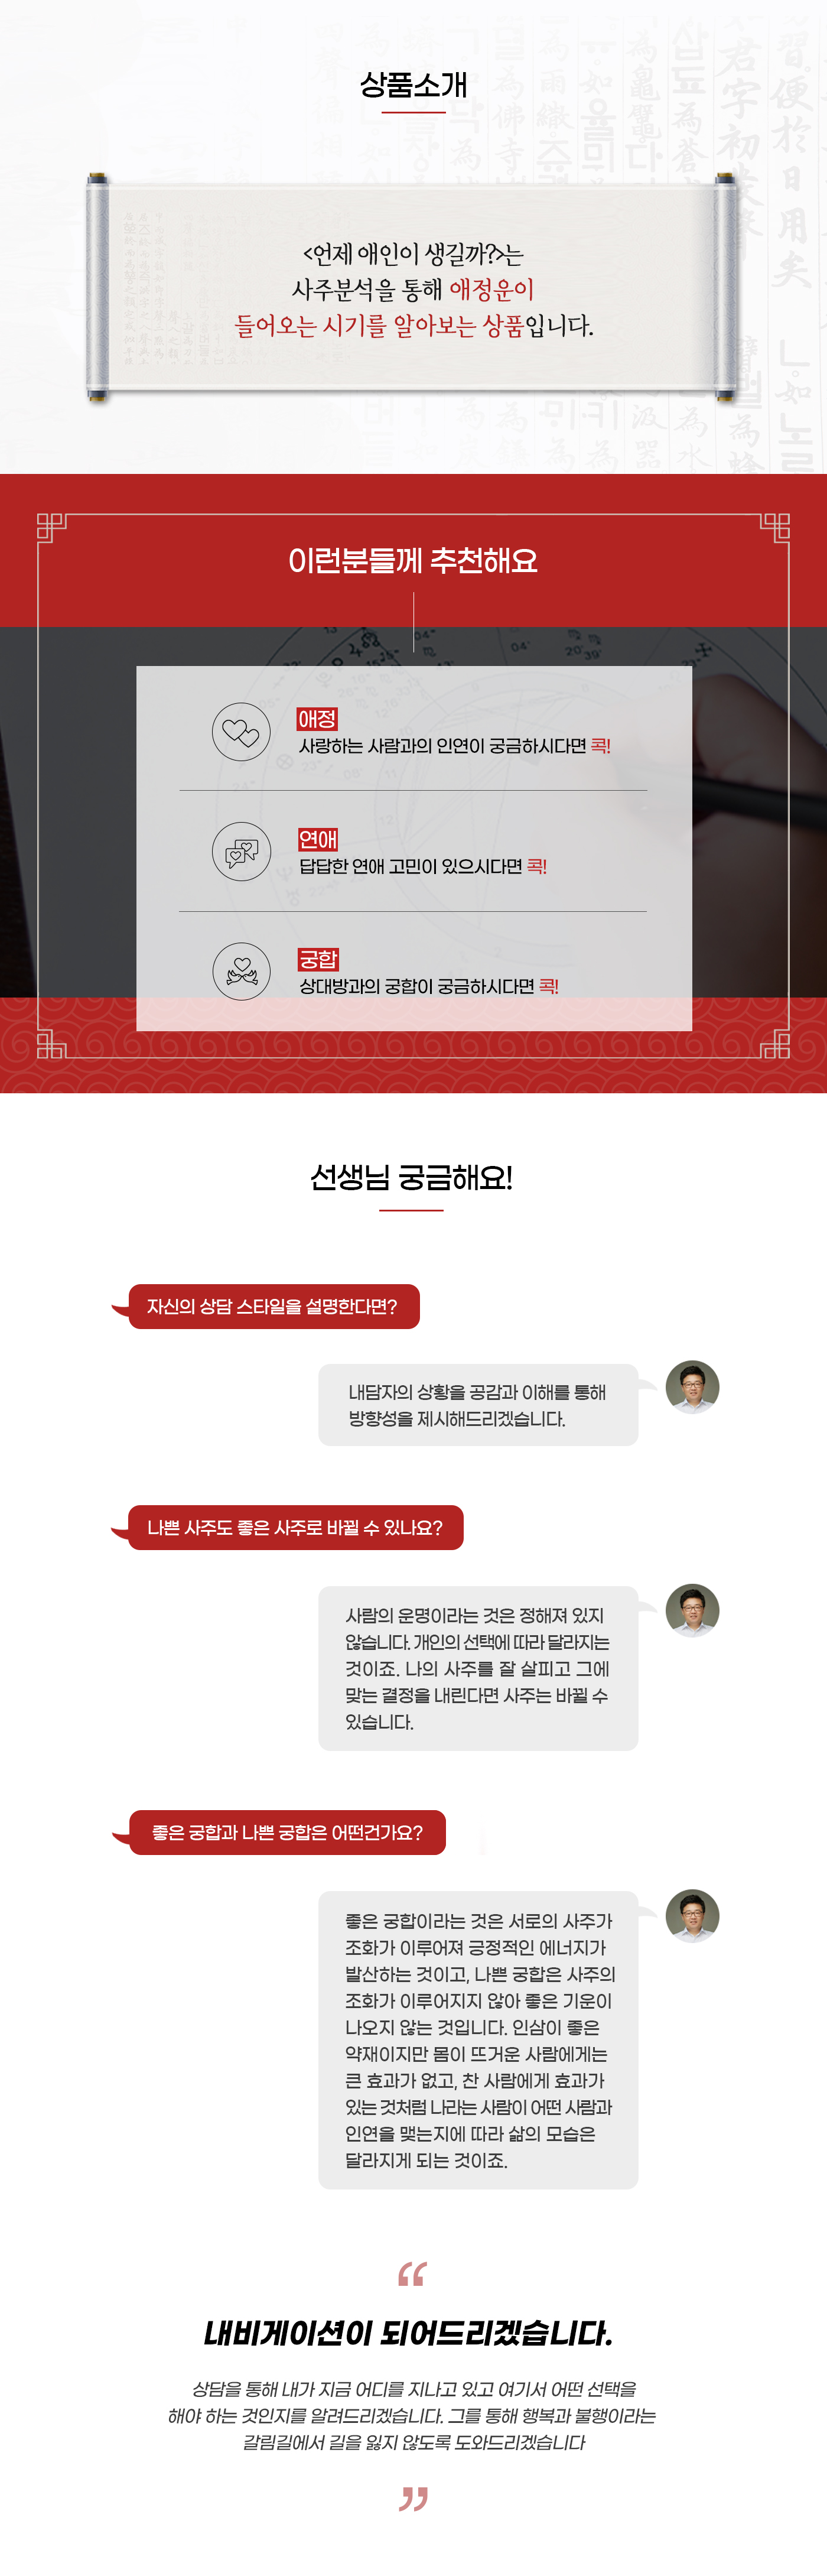 상품소개
<언제 애인이 생길까?>는
사주분석을 통해 애정운이
들어오는 시기를 알아보는 상품입니다.
이런분들께 추천해요
애정
사랑하는 사람과의 인연이 궁금하시다면 콕!
연애
답답한 연애 고민이 있으시다면 콕!
궁합
상대방과의 궁합이 궁금하시다면 콕!
선생님 궁금해요!
자신의 상담 스타일을 설명한다면?
내담자의 상황을 공감과 이해를 통해
방향성을 제시해드리겠습니다.
나쁜 사주도 좋은 사주로 바뀔 수 있나요?
사람의 운명이라는 것은 정해져 있지
않습니다. 개인의 선택에 따라 달라지는
것이죠. 나의 사주를 잘 살피고 그에
맞는 결정을 내린다면 사주는 바뀔 수
있습니다.
좋은 궁합과 나쁜 궁합은 어떤건가요?
좋은 궁합이라는 것은 서로의 사주가
조화가 이루어져 긍정적인 에너지가
발산하는 것이고, 나쁜 궁합은 사주의
조화가 이루어지지 않아 좋은 기운이
나오지 않는 것입니다. 인삼이 좋은
약재이지만 몸이 뜨거운 사람에게는
큰 효과가 없고, 찬 사람에게 효과가
있는 것처럼 나라는 사람이 어떤 사람과
인연을 맺는지에 따라 삶의 모습은
달라지게 되는 것이죠.
“
내비게이션이 되어드리겠습니다.
상담을 통해 내가 지금 어디를 지나고 있고 여기서 어떤 선택을
해야 하는 것인지를 알려드리겠습니다. 그를 통해 행복과 불행이라는
갈림길에서 길을 잃지 않도록 도와드리겠습니다
”